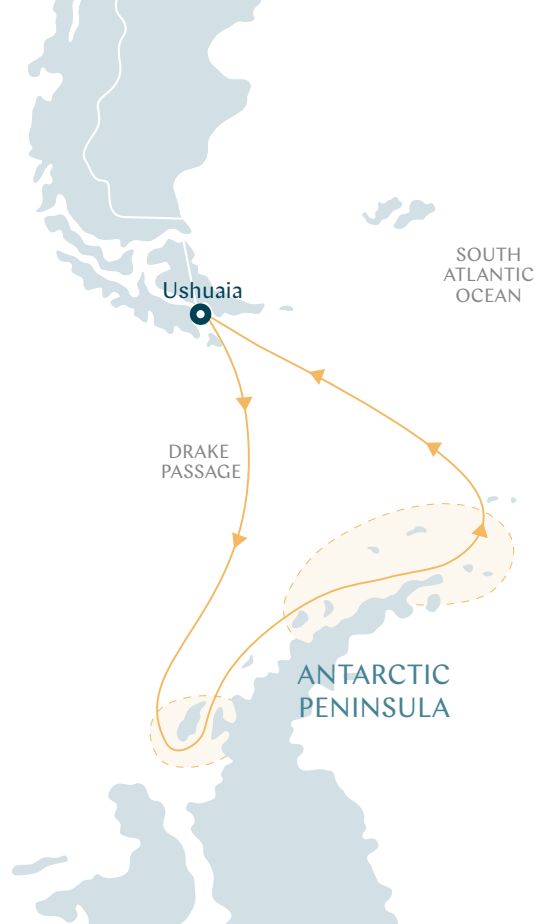 SOUTH
ATLANTIC
OCEAN
Ushuaia
DRAKE
PASSAGE
ANTARCTIC
PENINSULA